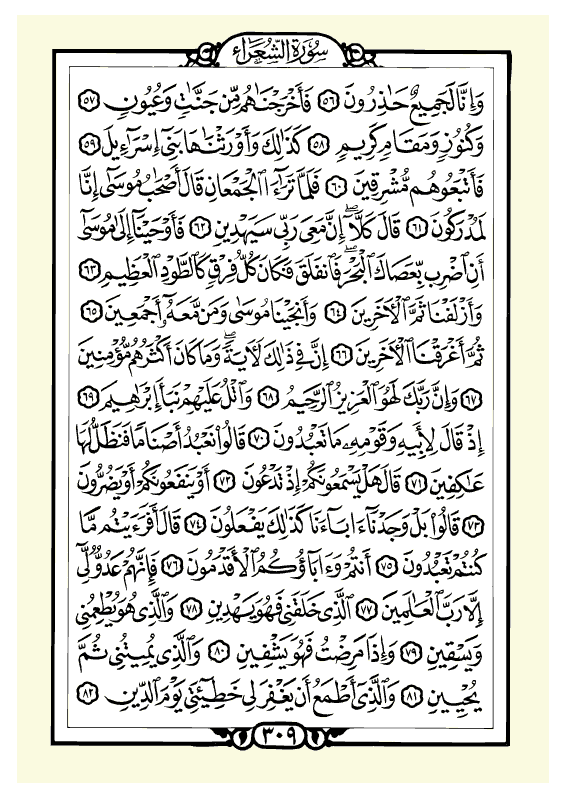 سُورَةُ الشُّعَرَاءِ
وَإِنَّا لَجَمِيعٌ حَٰذِرُونَ ٥٦ فَأَخْرَجْنَٰهُم مِّن جَنَّٰتٍ وَعُيُونٍ ٥٧
وَكُنُوزٍ وَمَقَامٍ كَرِيمٍ ٥٨ كَذَٰلِكَ وَأَوْرَثْنَٰهَا بَنِىٓ إِسْرَٰٓءِيلَ ٥٩
فَأَتْبَعُوهُم مُّشْرِقِينَ ٦٠ فَلَمَّا تَرَٰٓءَا ٱلْجَمْعَانِ قَالَ أَصْحَٰبُ مُوسَىٰٓ إِنَّا
لَمُدْرَكُونَ ٦١ قَالَ كَلَّآ ۖ إِنَّ مَعِىَ رَبِّى سَيَهْدِينِ ٦٢ فَأَوْحَيْنَآ إِلَىٰ مُوسَىٰٓ
أَنِ ٱضْرِب بِّعَصَاكَ ٱلْبَحْرَ ۖ فَٱنفَلَقَ فَكَانَ كُلُّ فِرْقٍ كَٱلطَّوْدِ ٱلْعَظِيمِ ٦٣
وَأَزْلَفْنَا ثَمَّ ٱلْءَاخَرِينَ ٦٤ وَأَنجَيْنَا مُوسَىٰ وَمَن مَّعَهُۥٓ أَجْمَعِينَ ٦٥
ثُمَّ أَغْرَقْنَا ٱلْءَاخَرِينَ ٦٦ إِنَّ فِى ذَٰلِكَ لَءَايَةً ۖ وَمَا كَانَ أَكْثَرُهُم مُّؤْمِنِينَ
٦٧ وَإِنَّ رَبَّكَ لَهُوَ ٱلْعَزِيزُ ٱلرَّحِيمُ ٦٨ وَٱتْلُ عَلَيْهِمْ نَبَأَ إِبْرَٰهِيمَ ٦٩
إِذْ قَالَ لِأَبِيهِ وَقَوْمِهِۦ مَا تَعْبُدُونَ ٧٠ قَالُوا۟ نَعْبُدُ أَصْنَامًا فَنَظَلُّ لَهَا
عَٰكِفِينَ ٧١ قَالَ هَلْ يَسْمَعُونَكُمْ إِذْ تَدْعُونَ ٧٢ أَوْ يَنفَعُونَكُمْ أَوْ يَضُرُّونَ
٧٣ قَالُوا۟ بَلْ وَجَدْنَآ ءَابَآءَنَا كَذَٰلِكَ يَفْعَلُونَ ٧٤ قَالَ أَفَرَءَيْتُم مَّا
كُنتُمْ تَعْبُدُونَ ٧٥ أَنتُمْ وَءَابَآؤُكُمُ ٱلْأَقْدَمُونَ ٧٦ فَإِنَّهُمْ عَدُوٌّ لِّىٓ
إِلَّا رَبَّ ٱلْعَٰلَمِينَ ٧٧ ٱلَّذِى خَلَقَنِى فَهُوَ يَهْدِينِ ٧٨ وَٱلَّذِى هُوَ يُطْعِمُنِى
وَيَسْقِينِ ٧٩ وَإِذَا مَرِضْتُ فَهُوَ يَشْفِينِ ٨٠ وَٱلَّذِى يُمِيتُنِى ثُمَّ
يُحْيِينِ ٨١ وَٱلَّذِىٓ أَطْمَعُ أَن يَغْفِرَ لِى خَطِيٓـَٔتِى يَوْمَ ٱلدِّينِ ٨٢
٣٠٩